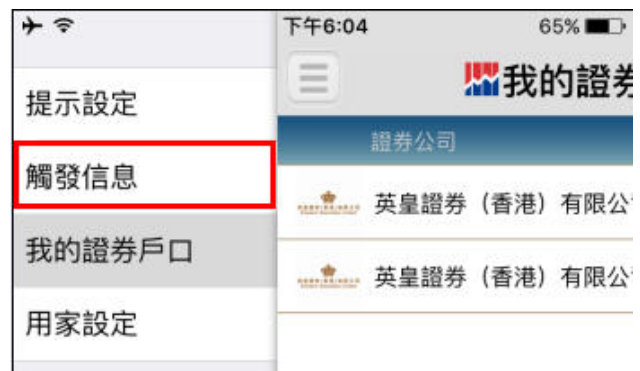 下午6:04
65%
提示設定
觸發信息
我的證券戶口
用家設定
我的證券
證券公司
英皇證券（香港）有限公
英皇證券（香港）有限公